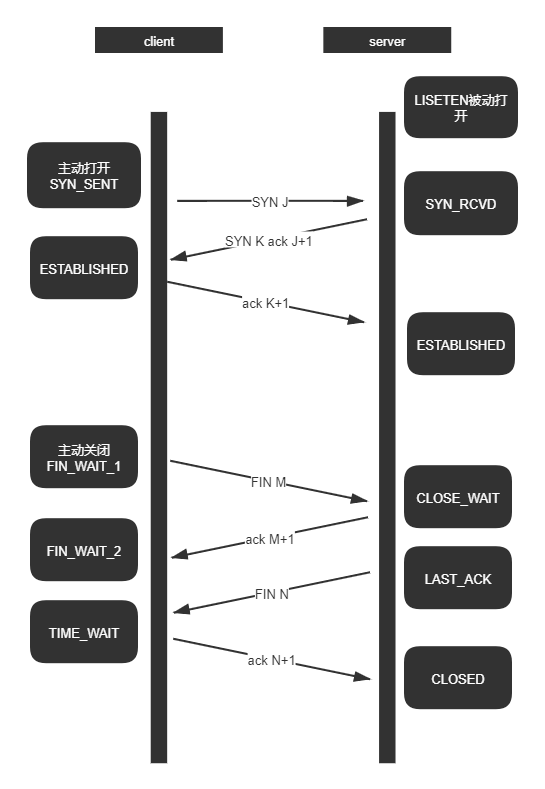 client
server
LISETEN被动打
开
主动打开
SYN_SENT
SYN J
SYN_RCVD
SYN K ack J+1
ESTABLISHED
ack K+1
ESTABLISHED
主动关闭
FIN_WAIT_1
FIN M
CLOSE_WAIT
ack M+1
FIN_WAIT_2
LAST_ACK
FIN N
TIME_WAIT
ack N+1
CLOSED